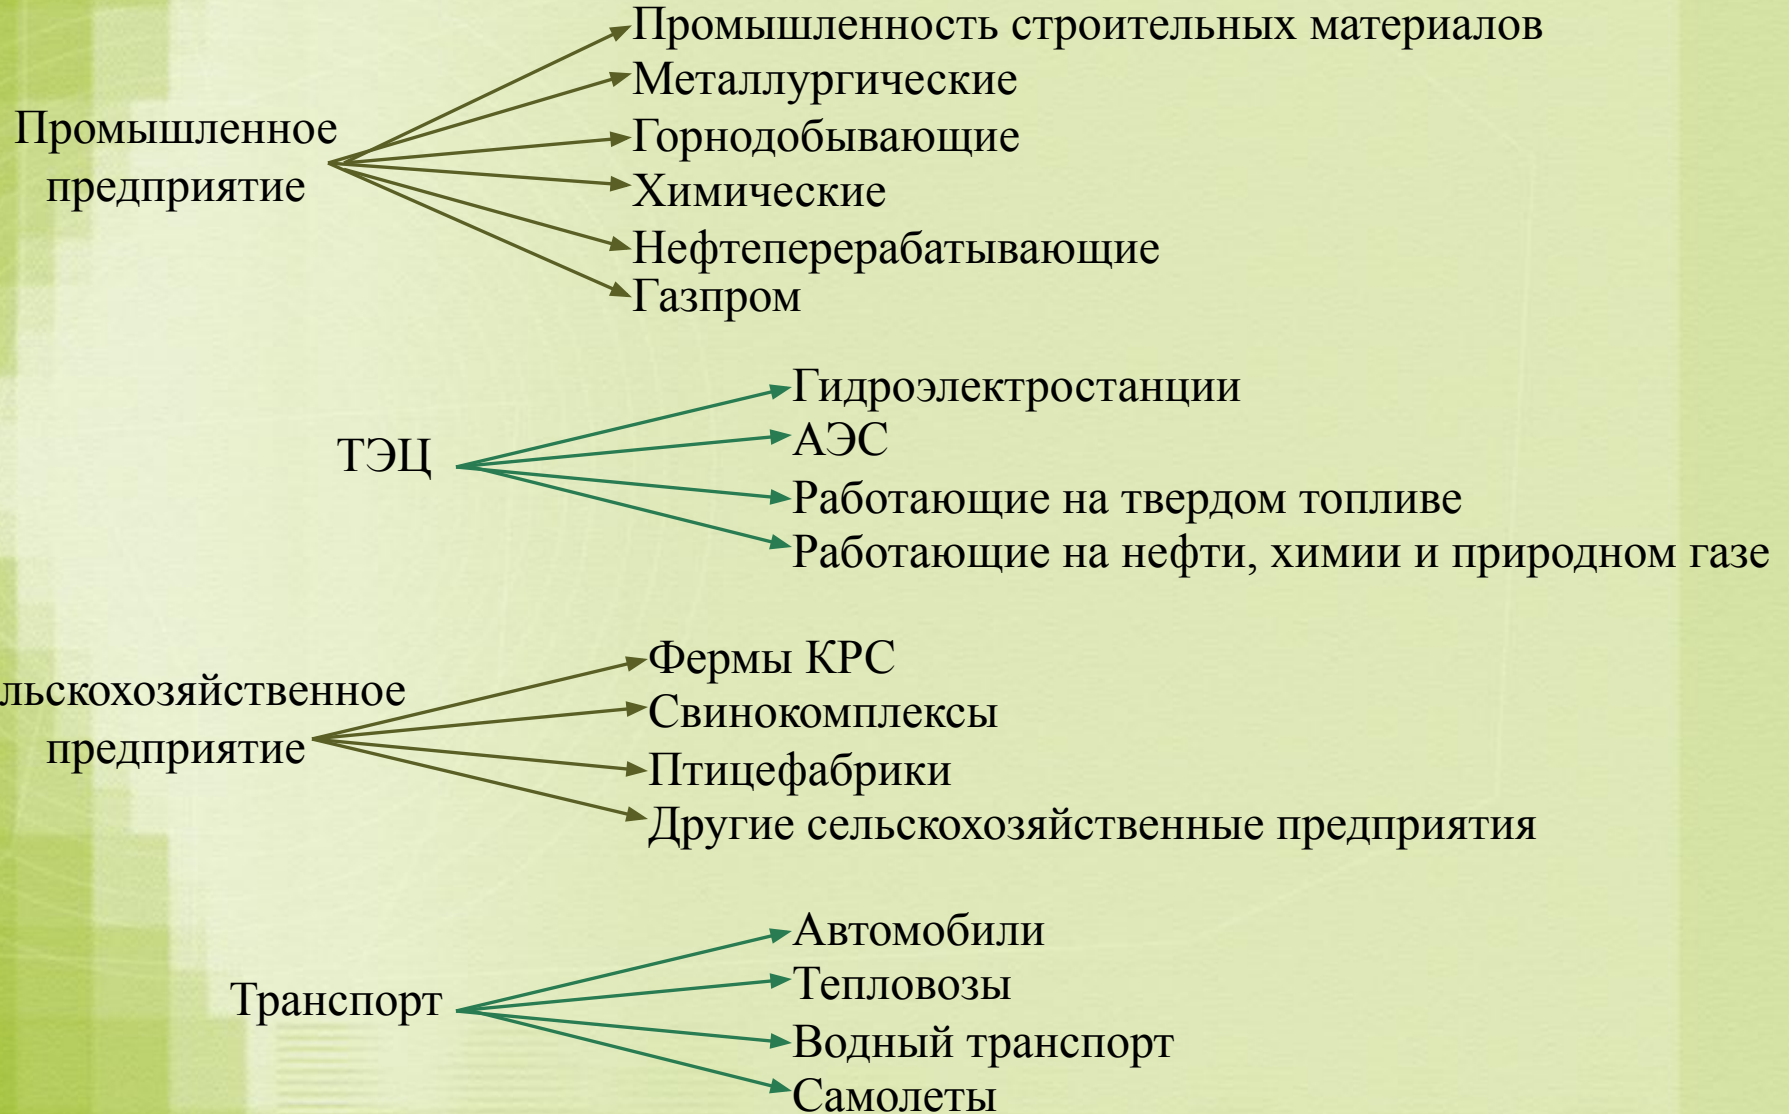 Промышленность строительных материалов
Металлургические
Промышленное
предприятие
Горнодобывающие
Химические
Нефтеперерабатывающие
Газпром
Гидроэлектростанции
АЭС
ТЭЦ
Работающие на твердом топливе
Работающие на нефти, химии и природном газе
Фермы КРС
льскохозяйственное
предприятие
Свинокомплексы
Птицефабрики
Другие сельскохозяйственные предприятия
Автомобили
Тепловозы
Транспорт
Водный транспорт
Самолеты